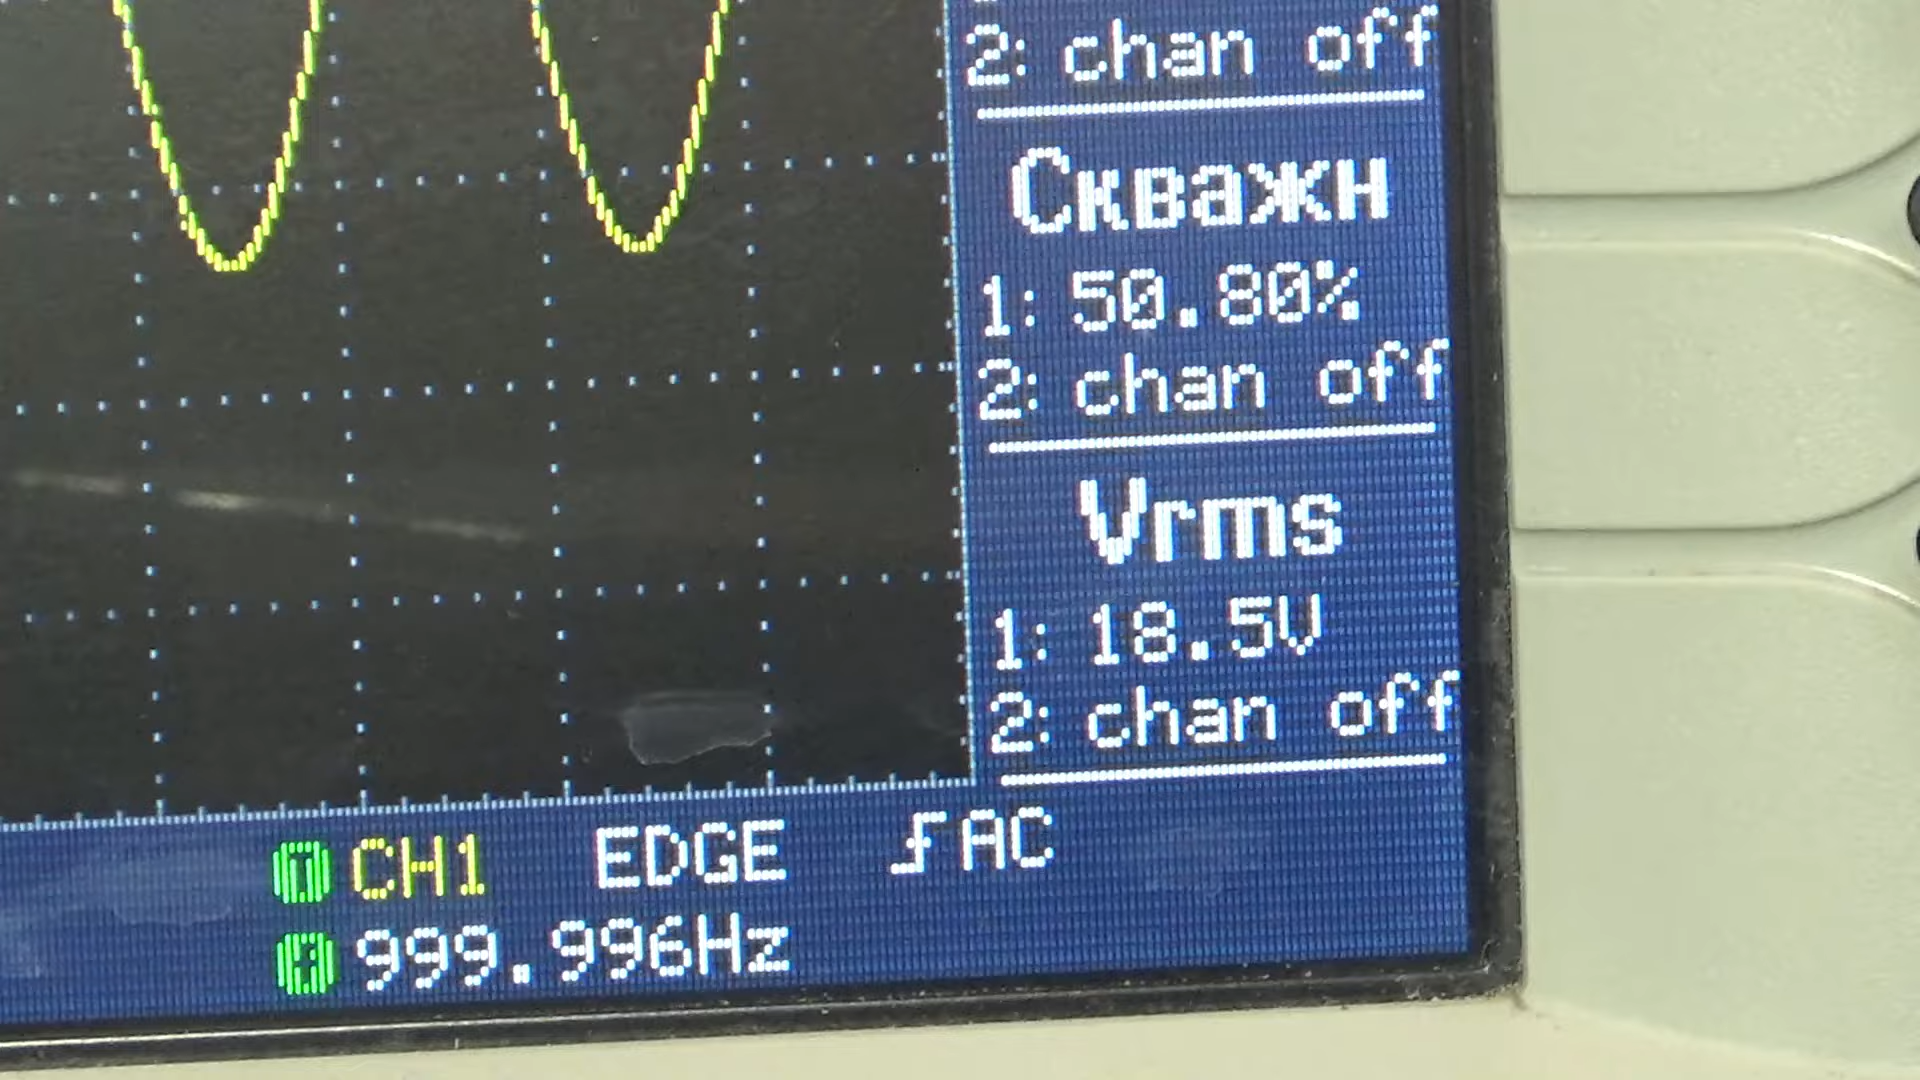 2: chan off
Скважн
1: 50.80%
2: chan off
Vrms
1: 18.5V
2: chan off
T CH1 EDGE AC
F 999.996Hz